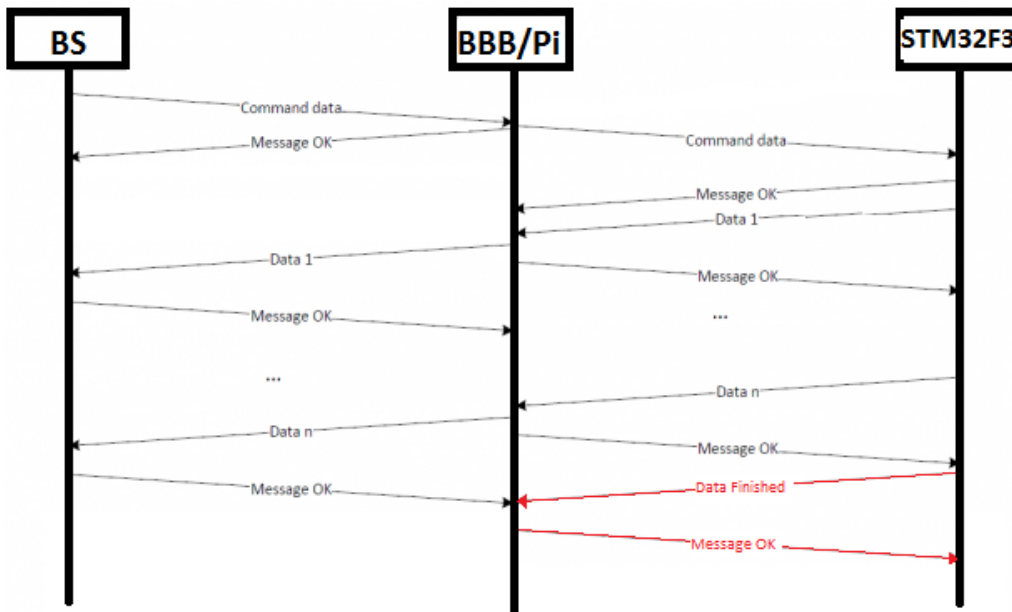 BS
BBB/Pi
STM32F3
Command data
Message OK
Command data
Message OK
Data 1
Data 1
Message OK
Message OK
...
...
Data n
Data n
Message OK
Message OK
Data Finished
Message OK